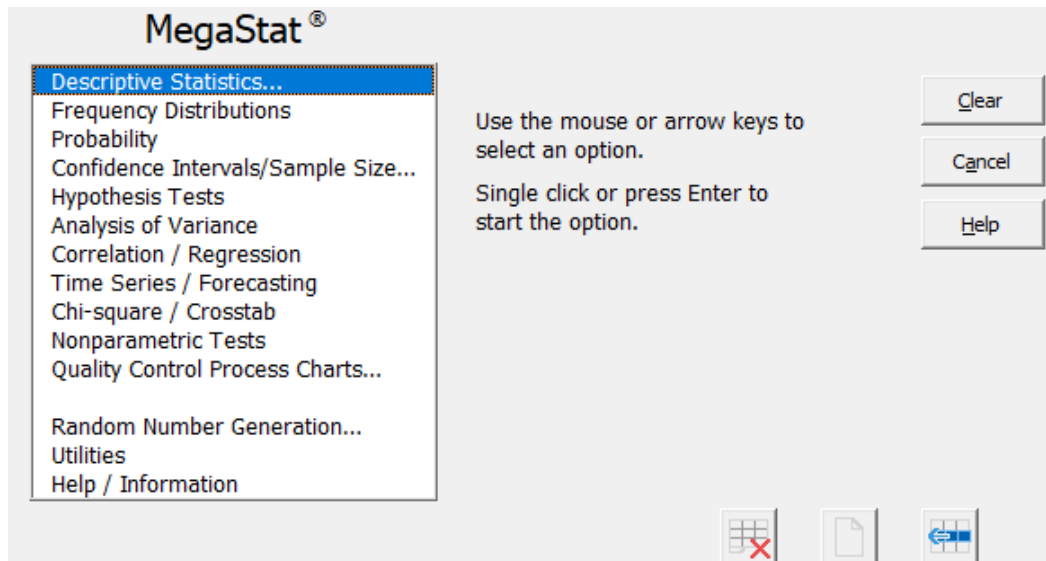 MegaStat ®
Descriptive Statistics...
Frequency Distributions
Probability
Confidence Intervals/Sample Size...
Hypothesis Tests
Analysis of Variance
Correlation / Regression
Time Series / Forecasting
Chi-square / Crosstab
Nonparametric Tests
Quality Control Process Charts...
Random Number Generation...
Utilities
Help / Information
Use the mouse or arrow keys to
select an option.
Single click or press Enter to
start the option.
Clear
Cancel
Help